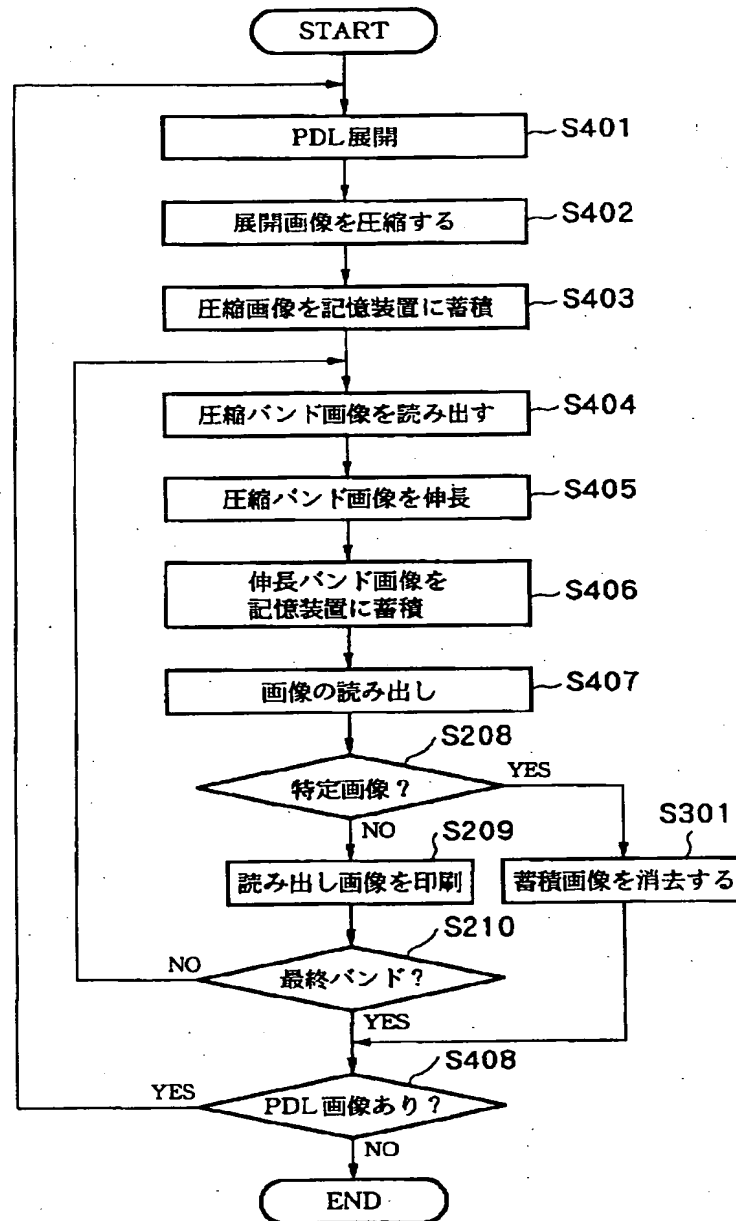 START
PDL展開
S401
展開画像を圧縮する
S402
圧縮画像を記憶装置に蓄積
S403
圧縮バンド画像を読み出す
S404
圧縮バンド画像を伸長
S405
伸長バンド画像を
記憶装置に蓄積
S406
画像の読み出し
S407
S208
特定画像?
YES
NO
S209
S301
読み出し画像を印刷
蓄積画像を消去する
S210
NO
最終バンド?
YES
S408
YES
PDL画像あり?
NO
END